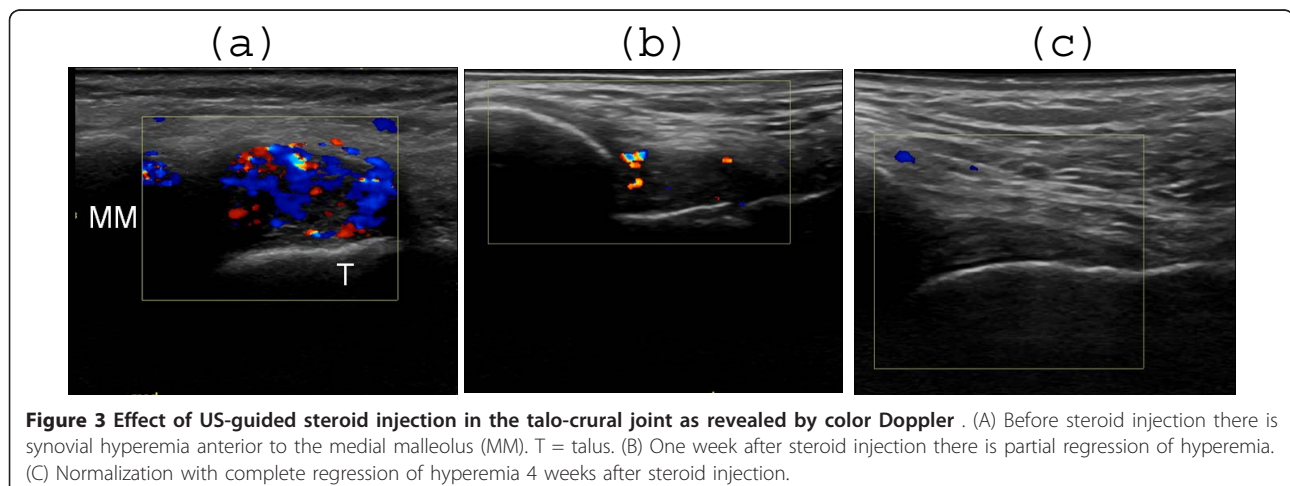 (a) (b) (c)
MM
T
Figure 3 Effect of US-guided steroid injection in the talo-crural joint as revealed by color Doppler . (A) Before steroid injection there is
synovial hyperemia anterior to the medial malleolus (MM). T = talus. (B) One week after steroid injection there is partial regression of hyperemia.
(C) Normalization with complete regression of hyperemia 4 weeks after steroid injection.